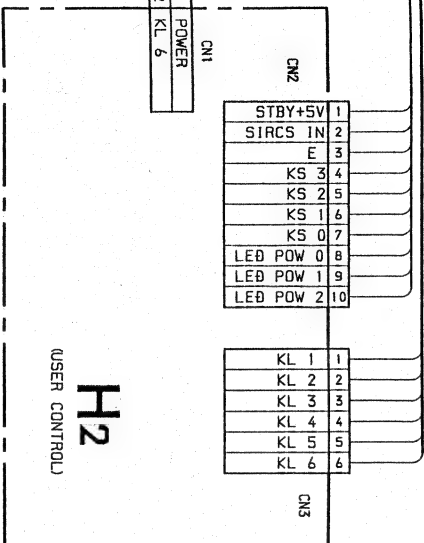 CN1
POWER
KL 6
CN2
STBY+5V 1
SIRCS IN 2
E 3
KS 3 4
KS 2 5
KS 1 6
KS 0 7
LED POW 0 8
LED POW 1 9
LED POW 2 10
KL 1 1
KL 2 2
KL 3 3
KL 4 4
KL 5 5
KL 6 6
CN3
H2
(USER CONTROL)